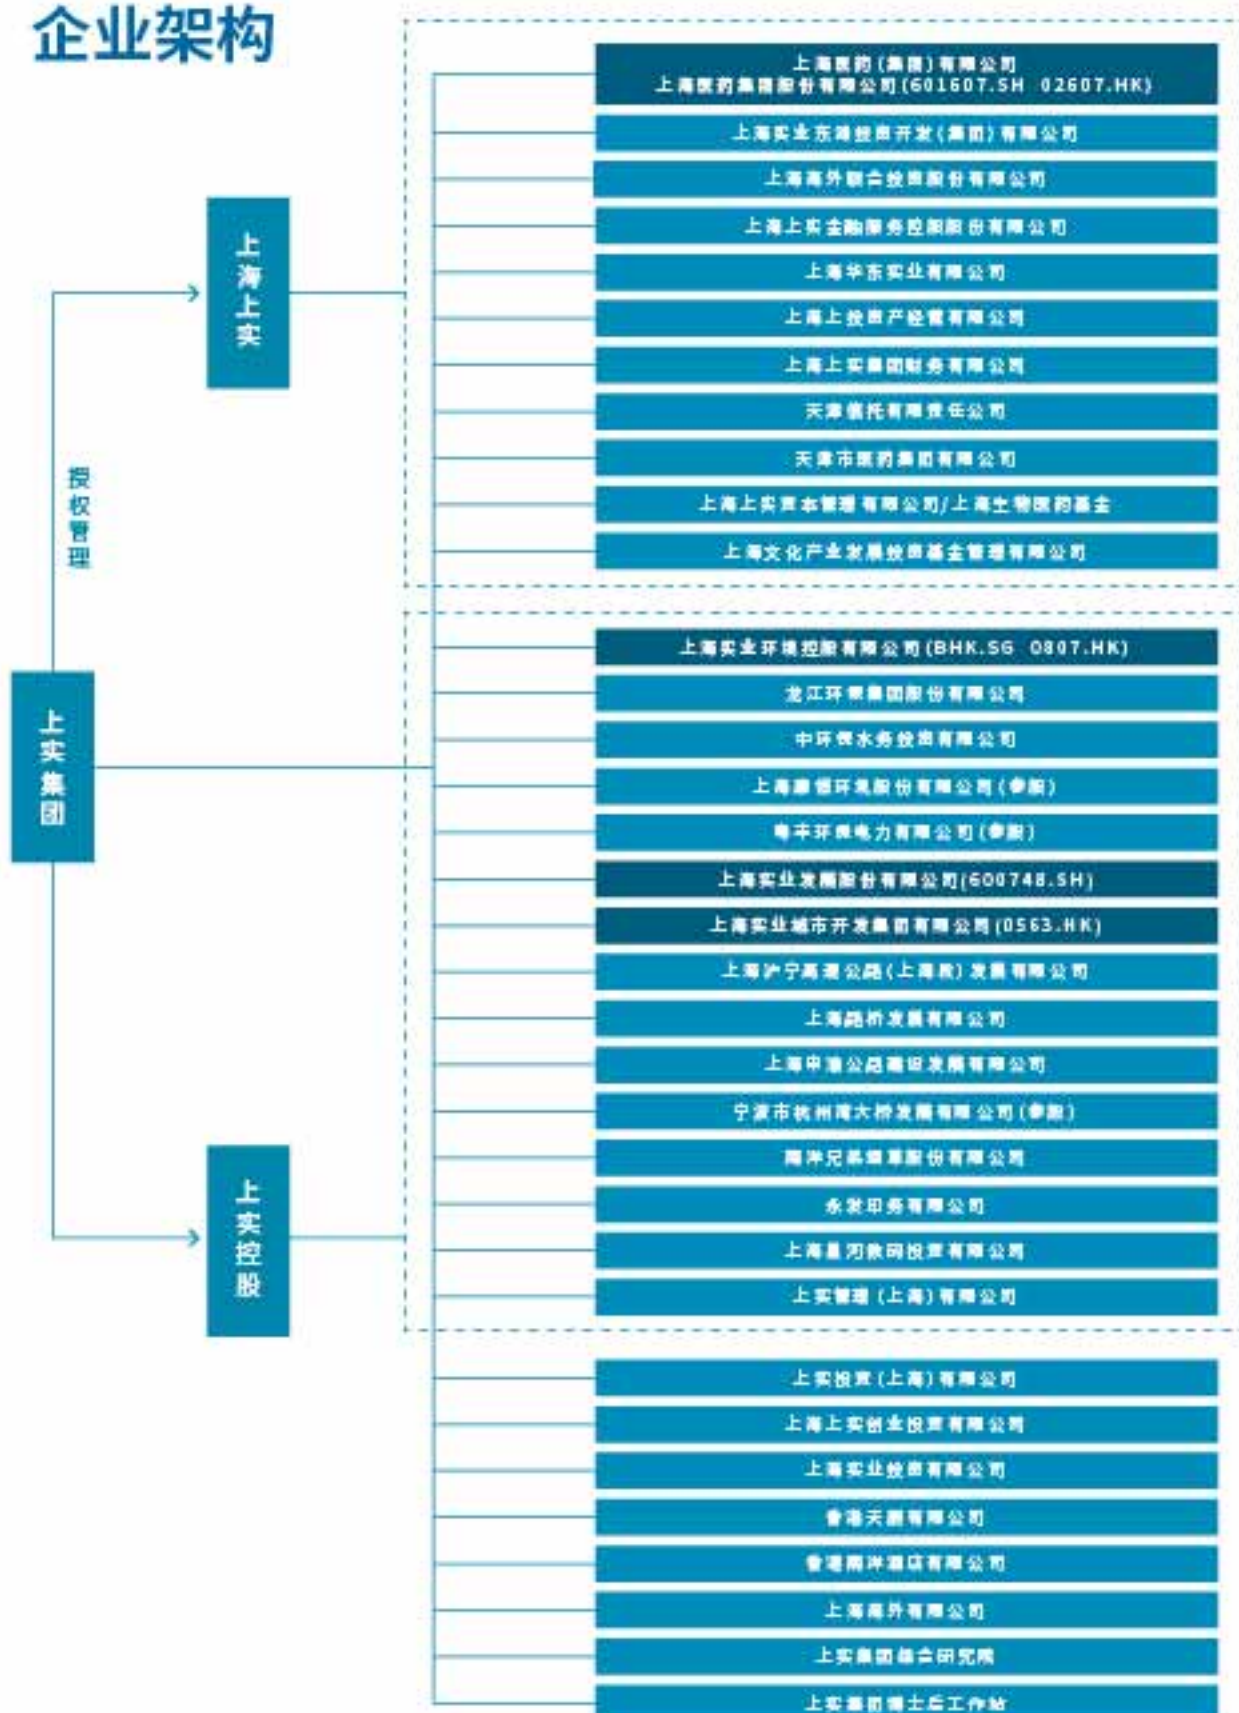 企业架构
上海医药(集团)有限公司
上海医药集团股份有限公司(601607.SH 02607.HK)
上海实业东滩投资开发(集团)有限公司
上海海外联合投资股份有限公司
上海上实金融服务控股股份有限公司
上海华东实业有限公司
上海上投资产经营有限公司
上海上实集团财务有限公司
天津信托有限责任公司
天津市医药集团有限公司
上海上实资本管理有限公司/上海生物医药基金
上海文化产业发展投资基金管理有限公司
上海上实
授权管理
上实集团
上海实业环境控股有限公司(BHK.SG 0807.HK)
龙江环保集团股份有限公司
中环保水务投资有限公司
上海康恒环境股份有限公司(参股)
粤丰环保电力有限公司(参股)
上海实业发展股份有限公司(600748.SH)
上海实业城市开发集团有限公司(0563.HK)
上海沪宁高速公路(上海段)发展有限公司
上海路桥发展有限公司
上海申渝公路建设发展有限公司
宁波市杭州湾大桥发展有限公司(参股)
南洋兄弟烟草股份有限公司
永发印务有限公司
上海星河数码投资有限公司
上实管理(上海)有限公司
上实控股
上实投资(上海)有限公司
上海上实创业投资有限公司
上海实业投资有限公司
香港天厨有限公司
香港南洋酒店有限公司
上海海外有限公司
上实集团综合研究院
上实集团博士后工作站